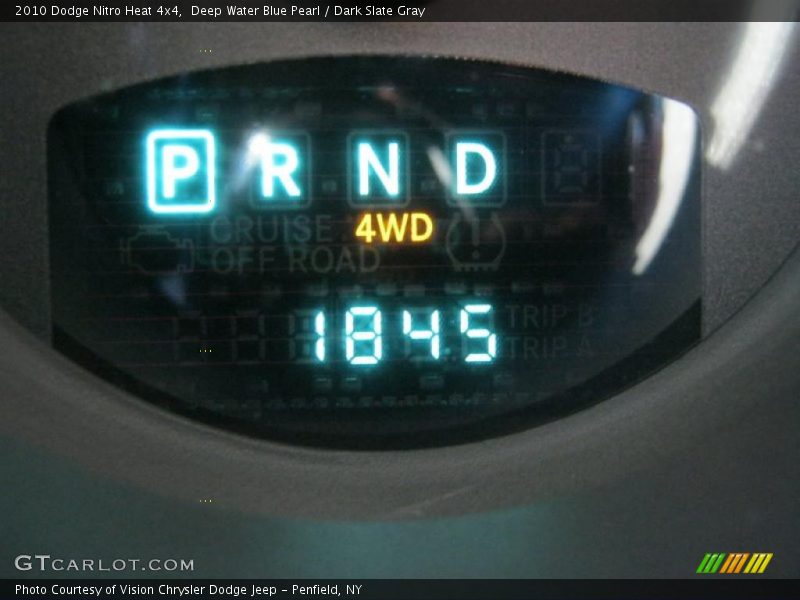 2010 Dodge Nitro Heat 4x4,  Deep Water Blue Pearl / Dark Slate Gray
P R N D
CRUISE 4WD
OFF ROAD
1845
TRIP B
TRIP A
GTCARLOT.COM
Photo Courtesy of Vision Chrysler Dodge Jeep - Penfield, NY